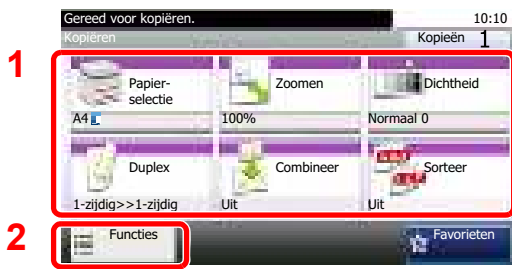 Gereed voor kopiëren.
10:10
Kopiëren
Kopieën 1
1
Papier-
selectie
Zoomen
Dichtheid
A4
100%
Normaal 0
Duplex
Combineer
Sorteer
1-zijdig>>1-zijdig
Uit
Uit
2
Functies
Favorieten